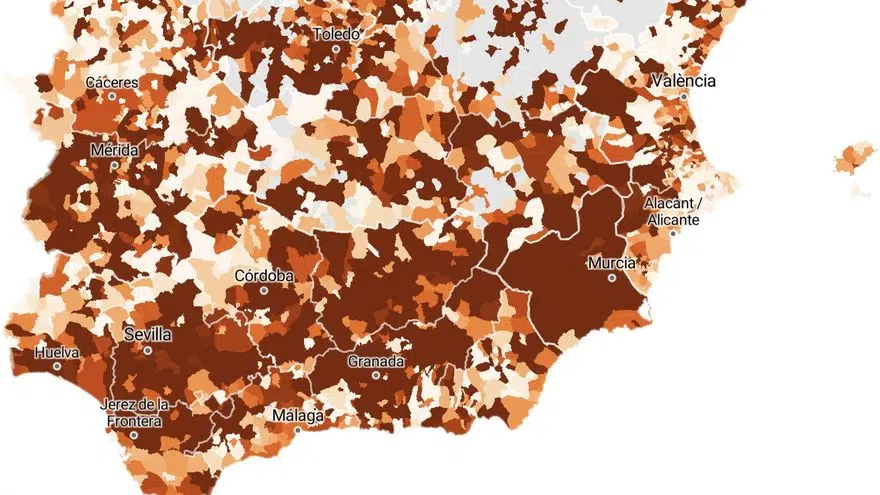 Toledo
Cáceres
València
Mérida
Alacant /
Alicante
Murcia
Córdoba
Sevilla
Huelva
Granada
Jerez de la
Frontera
Málaga